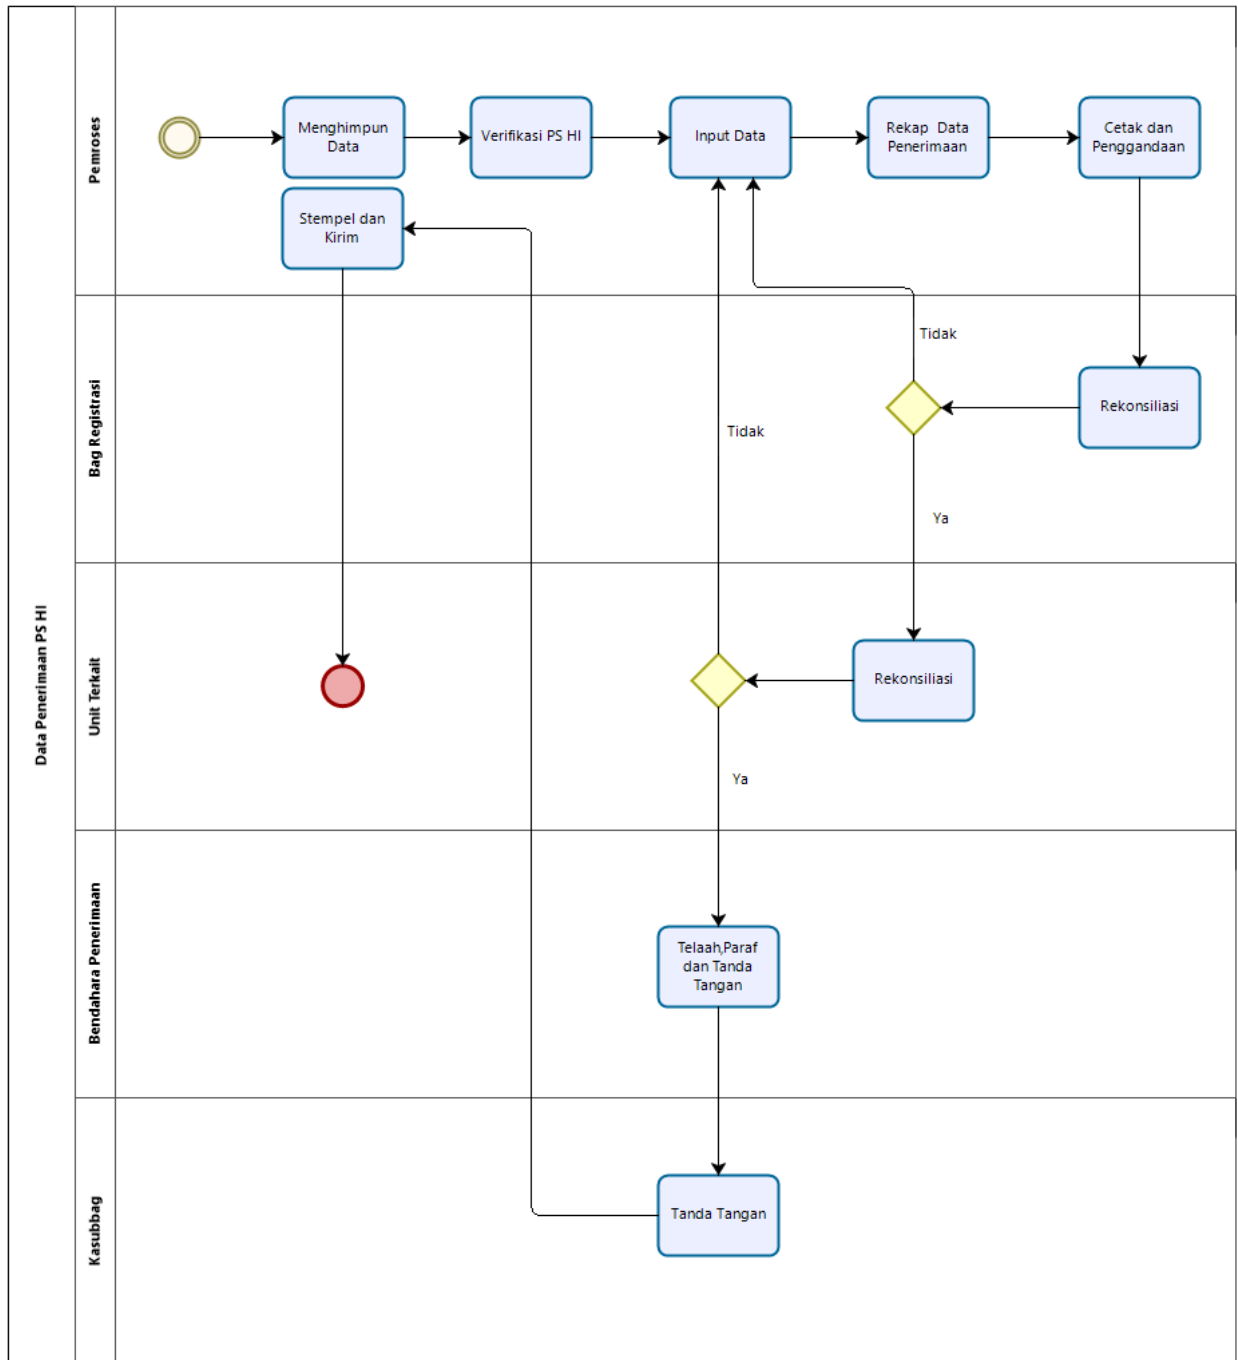 Data Penerimaan PS HI
Pemroses
Menghimpun
Data
Verifikasi PS HI
Input Data
Rekap Data
Penerimaan
Cetak dan
Penggandaan
Stempel dan
Kirim
Bag Registrasi
Tidak
Rekonsiliasi
Tidak
Ya
Unit Terkait
Rekonsiliasi
Ya
Bendahara Penerimaan
Telaah,Paraf
dan Tanda
Tangan
Kasubbag
Tanda Tangan